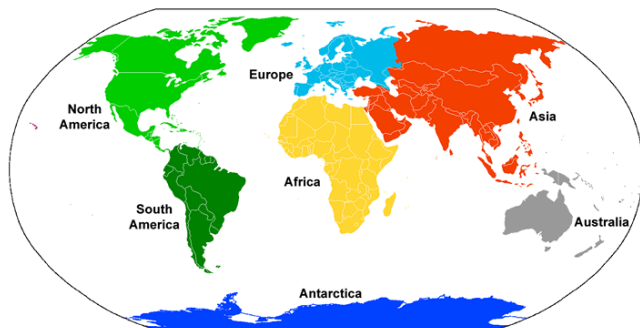 Europe
North
America
Asia
Africa
South
America
Australia
Antarctica